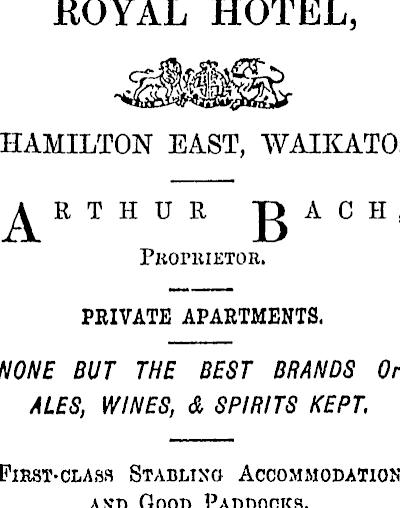 ROYAL HOTEL,
HAMILTON EAST, WAIKATO.
ARTHUR BACH,
PROPRIETOR.
PRIVATE APARTMENTS.
NONE BUT THE BEST BRANDS OF
ALES, WINES, & SPIRITS KEPT.
FIRST-CLASS STABLING ACCOMMODATION
AND GOOD PADDOCKS.